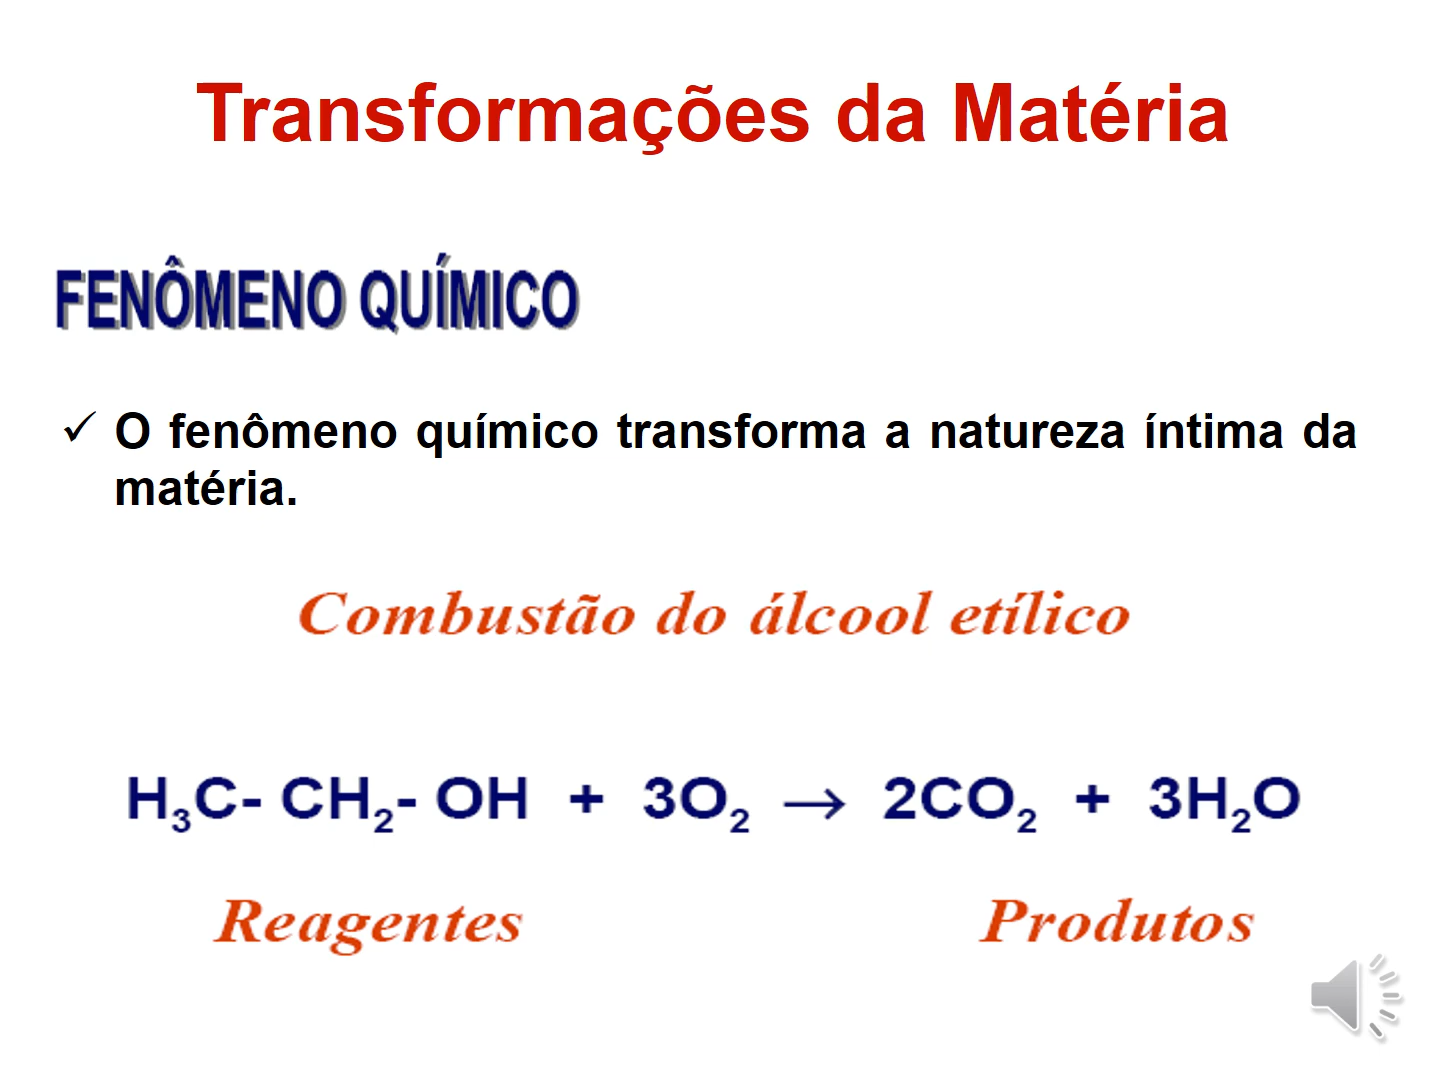 Transformações da Matéria
FENÔMENO QUÍMICO
✓ O fenômeno químico transforma a natureza íntima da
matéria.
Combustão do álcool etílico
H₃C- CH₂- OH + 3O₂ → 2CO₂ + 3H₂O
Reagentes Produtos